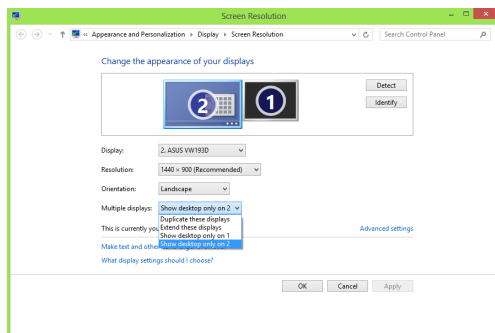 Screen Resolution
« Appearance and Personalization Display Screen Resolution
Search Control Panel
Change the appearance of your displays
2
1
Detect
Identify
Display: 2. ASUS VW193D
Resolution: 1440 × 900 (Recommended)
Orientation: Landscape
Multiple displays: Show desktop only on 2
Duplicate these displays
This is currently you Extend these displays
Advanced settings
Show desktop only on 1
Make text and othe
Show desktop only on 2
What display settings should I choose?
OK Cancel Apply